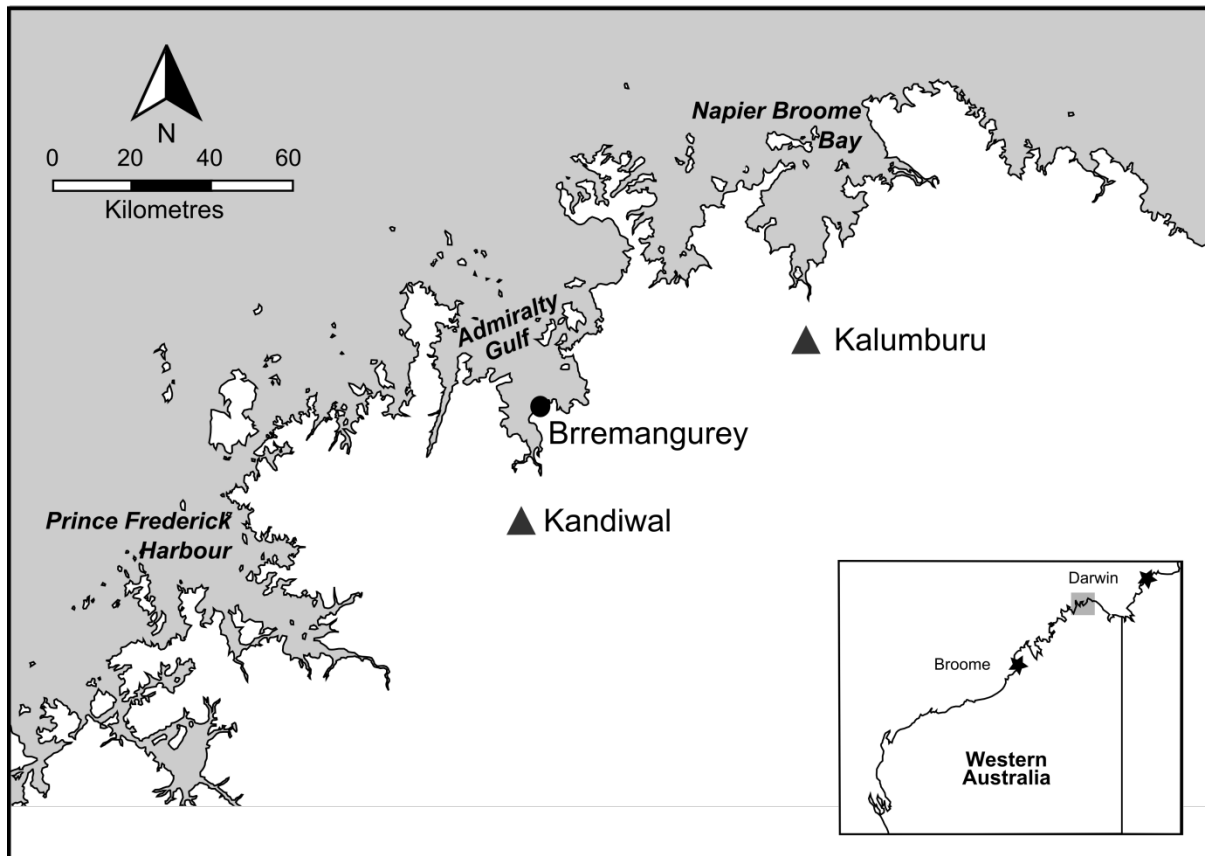 Napier Broome
Bay
N
0 20 40 60
Kilometres
Admiralty
Gulf
Kalumburu
Brremangurey
Prince Frederick
Harbour
Kandiwal
Darwin
Broome
Western
Australia